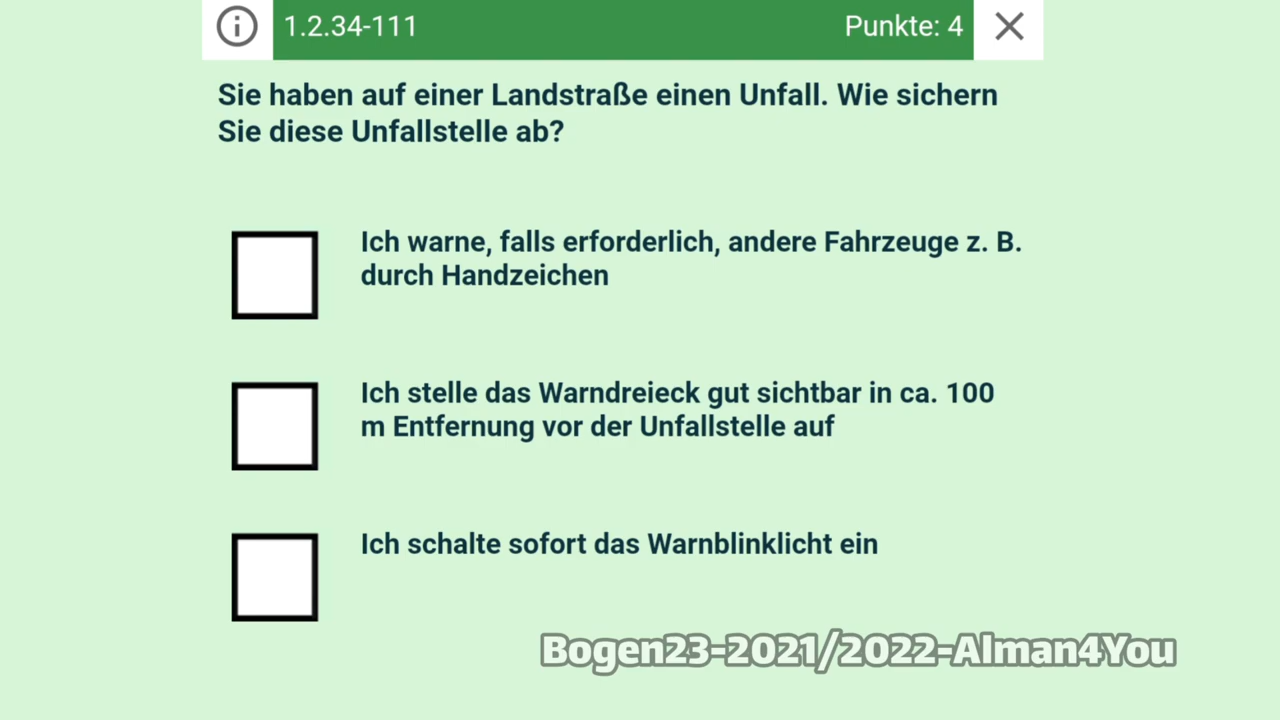 1.2.34-111 Punkte: 4
Sie haben auf einer Landstraße einen Unfall. Wie sichern
Sie diese Unfallstelle ab?
Ich warne, falls erforderlich, andere Fahrzeuge z. B.
durch Handzeichen
Ich stelle das Warndreieck gut sichtbar in ca. 100
m Entfernung vor der Unfallstelle auf
Ich schalte sofort das Warnblinklicht ein
Bogen23-2021/2022-Alman4You